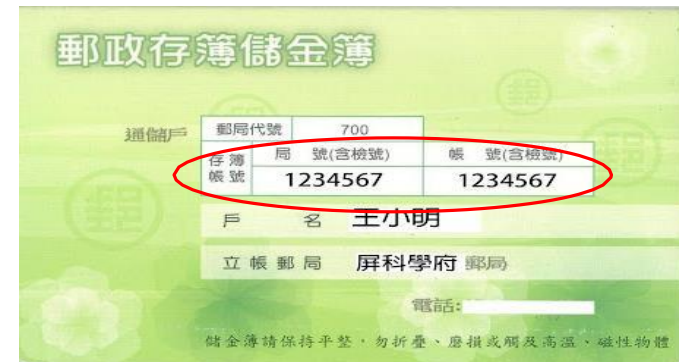 郵政存簿儲金簿
通儲戶
郵局代號 700
存簿帳號 局 號(含檢號) 帳 號(含檢號)
1234567 1234567
戶 名 王小明
立帳郵局 屏科學府 郵局
電話:
儲金簿請保持平整，勿折疊、磨損或觸及高溫、磁性物體